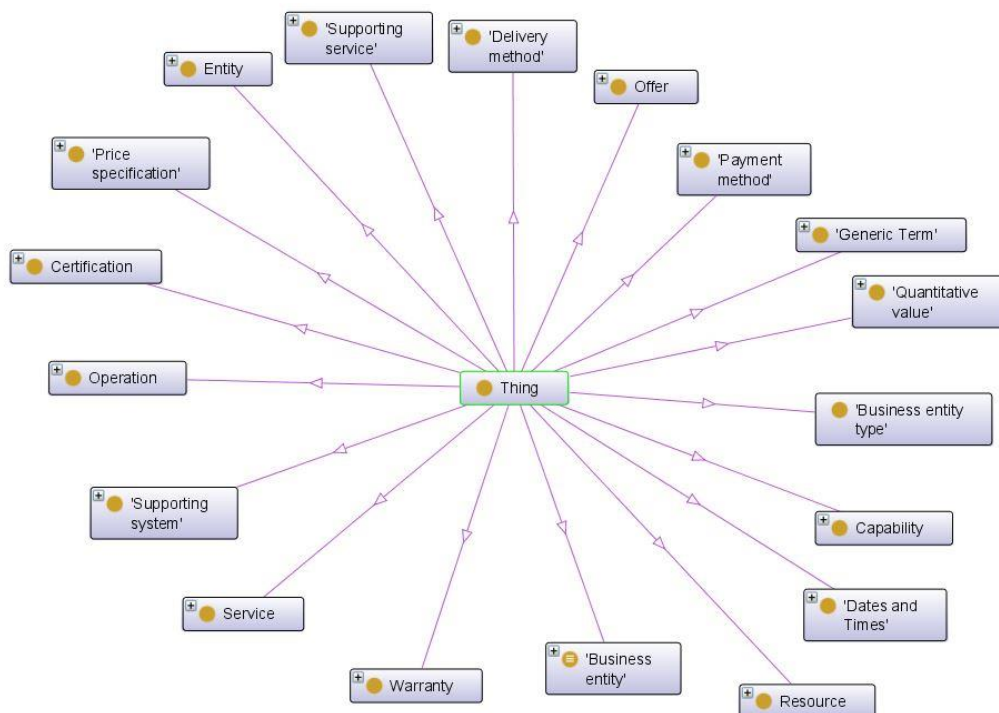 'Supporting
service'
'Delivery
method'
Entity
Offer
'Price
specification'
'Payment
method'
'Generic Term'
Certification
'Quantitative
value'
Operation
Thing
'Business entity
type'
'Supporting
system'
Capability
Service
'Dates and
Times'
Warranty
'Business
entity'
Resource